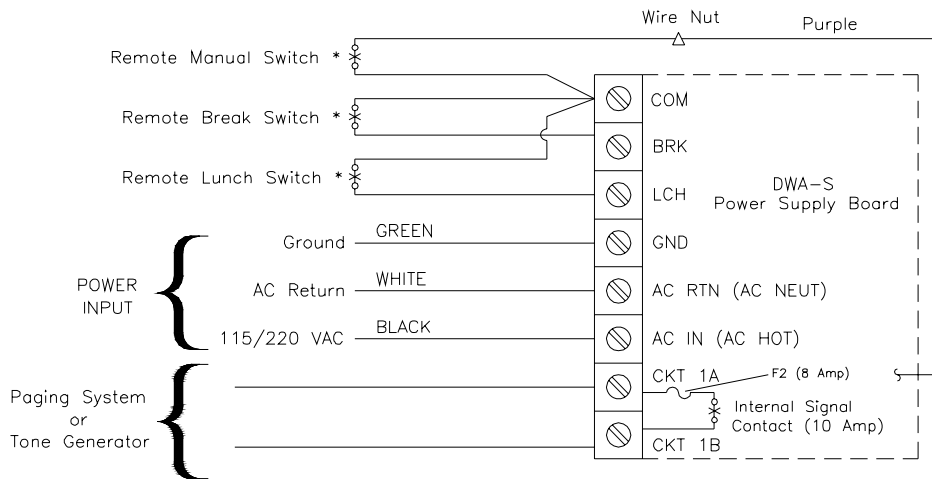 Wire Nut
Purple
Remote Manual Switch *
COM
Remote Break Switch *
BRK
Remote Lunch Switch *
LCH
DWA-S
Power Supply Board
Ground
GREEN
GND
POWER
INPUT
AC Return
WHITE
AC RTN (AC NEUT)
115/220 VAC
BLACK
AC IN (AC HOT)
CKT 1A
F2 (8 Amp)
Paging System
or
Tone Generator
Internal Signal
Contact (10 Amp)
CKT 1B